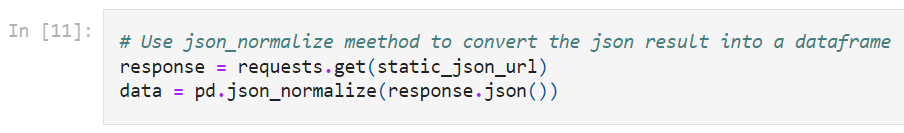 In [11]:
# Use json_normalize meethod to convert the json result into a dataframe
response = requests.get(static_json_url)
data = pd.json_normalize(response.json())